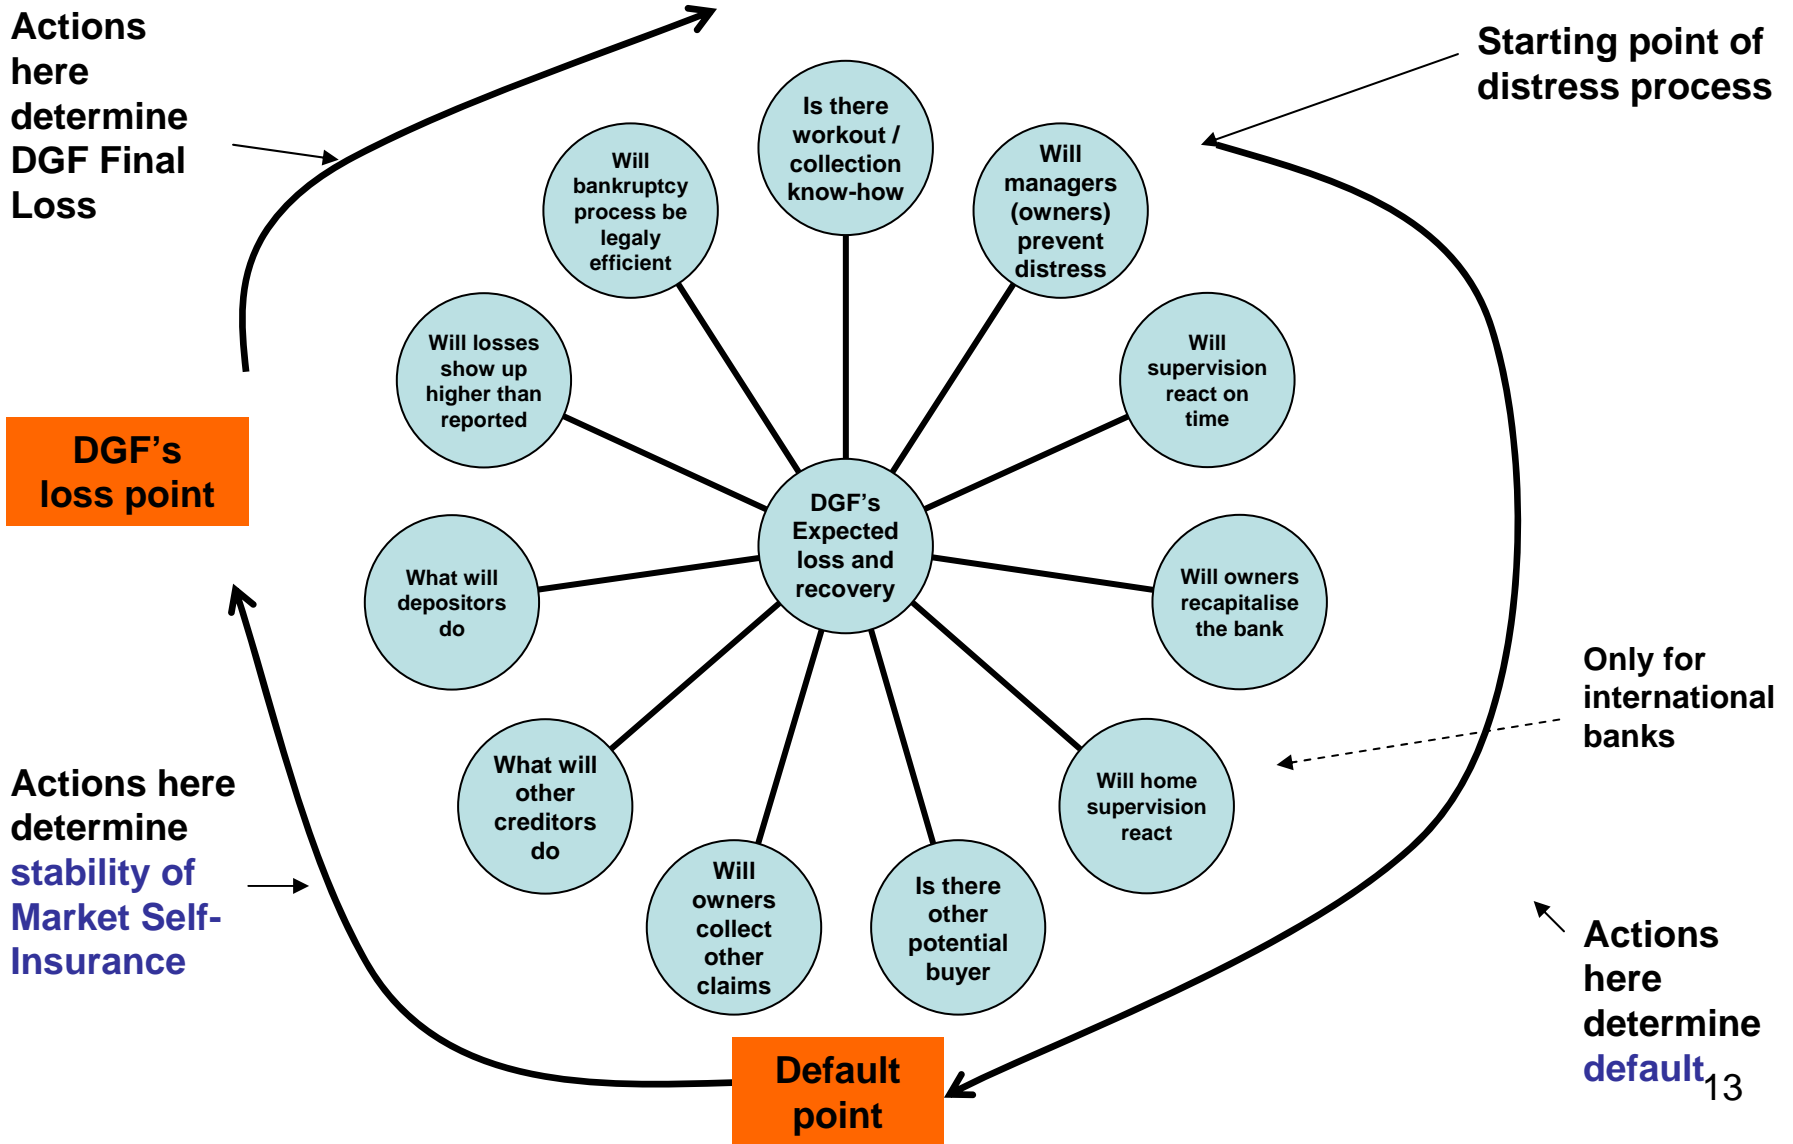 Actions
here
determine
DGF Final
Loss
Starting point of
distress process
Is there
workout /
collection
know-how
Will
managers
(owners)
prevent
distress
Will
supervision
react on
time
Will owners
recapitalise
the bank
Only for
international
banks
Will home
supervision
react
Is there
other
potential
buyer
Actions
here
determine
default
Default
point
Will
owners
collect
other
claims
What will
other
creditors
do
What will
depositors
do
Actions here
determine
stability of
Market Self-
Insurance
DGF’s
loss point
Will losses
show up
higher than
reported
Will
bankruptcy
process be
legaly
efficient
DGF’s
Expected
loss and
recovery
13